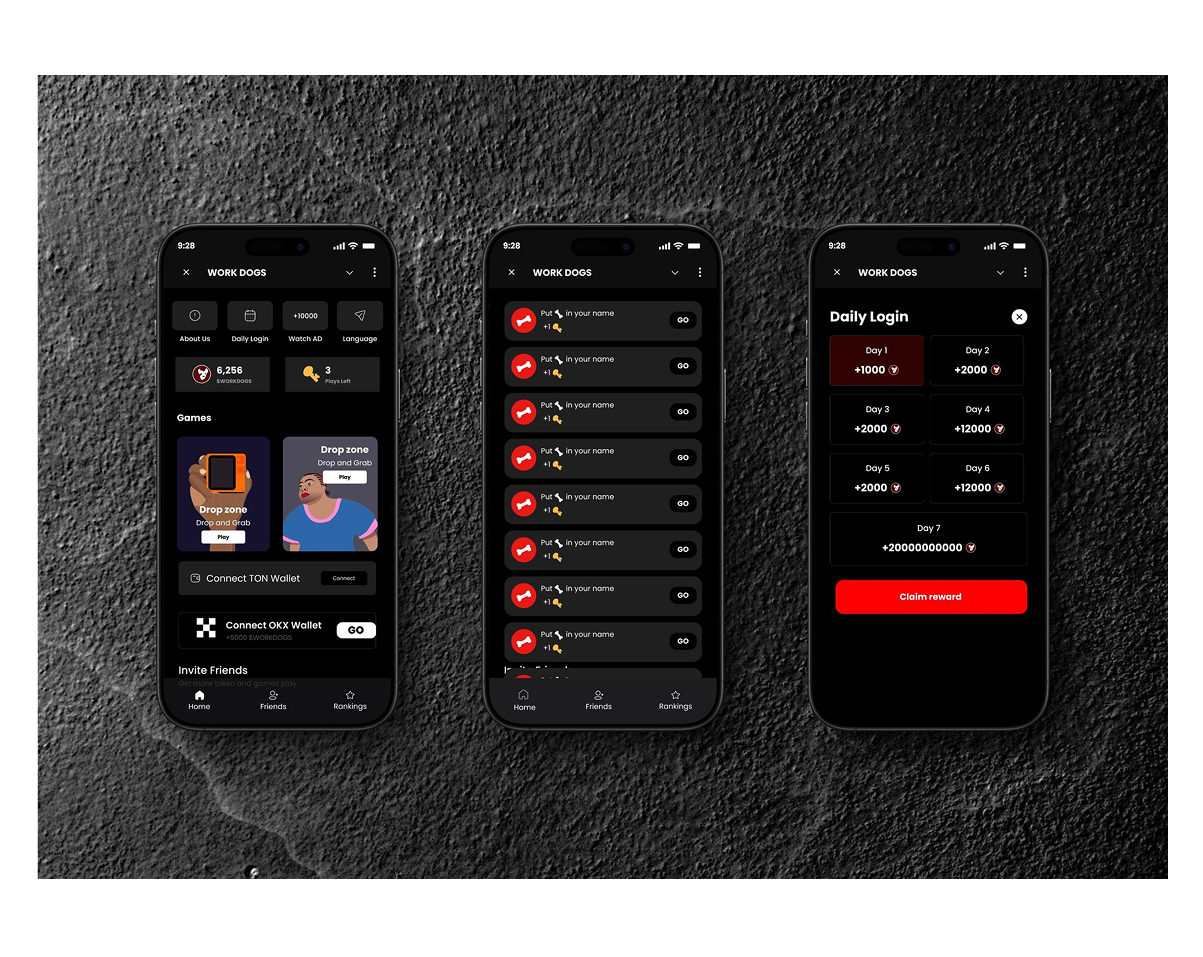 9:28
WORK DOGS
+10000
About Us
Daily Login
Watch AD
Language
6,256
$WORKDOGS
3
Plays Left
Games
Drop zone
Drop and Grab
Play
Drop zone
Drop and Grab
Play
Connect TON Wallet
Connect
Connect OKX Wallet
+5000 $WORKDOGS
GO
Invite Friends
Get more token and games play
Home
Friends
Rankings
9:28
WORK DOGS
Put in your name
+1
GO
Put in your name
+1
GO
Put in your name
+1
GO
Put in your name
+1
GO
Put in your name
+1
GO
Put in your name
+1
GO
Put in your name
+1
GO
Put in your name
+1
GO
Home
Friends
Rankings
9:28
WORK DOGS
Daily Login
Day 1
+1000
Day 2
+2000
Day 3
+2000
Day 4
+12000
Day 5
+2000
Day 6
+12000
Day 7
+20000000000
Claim reward